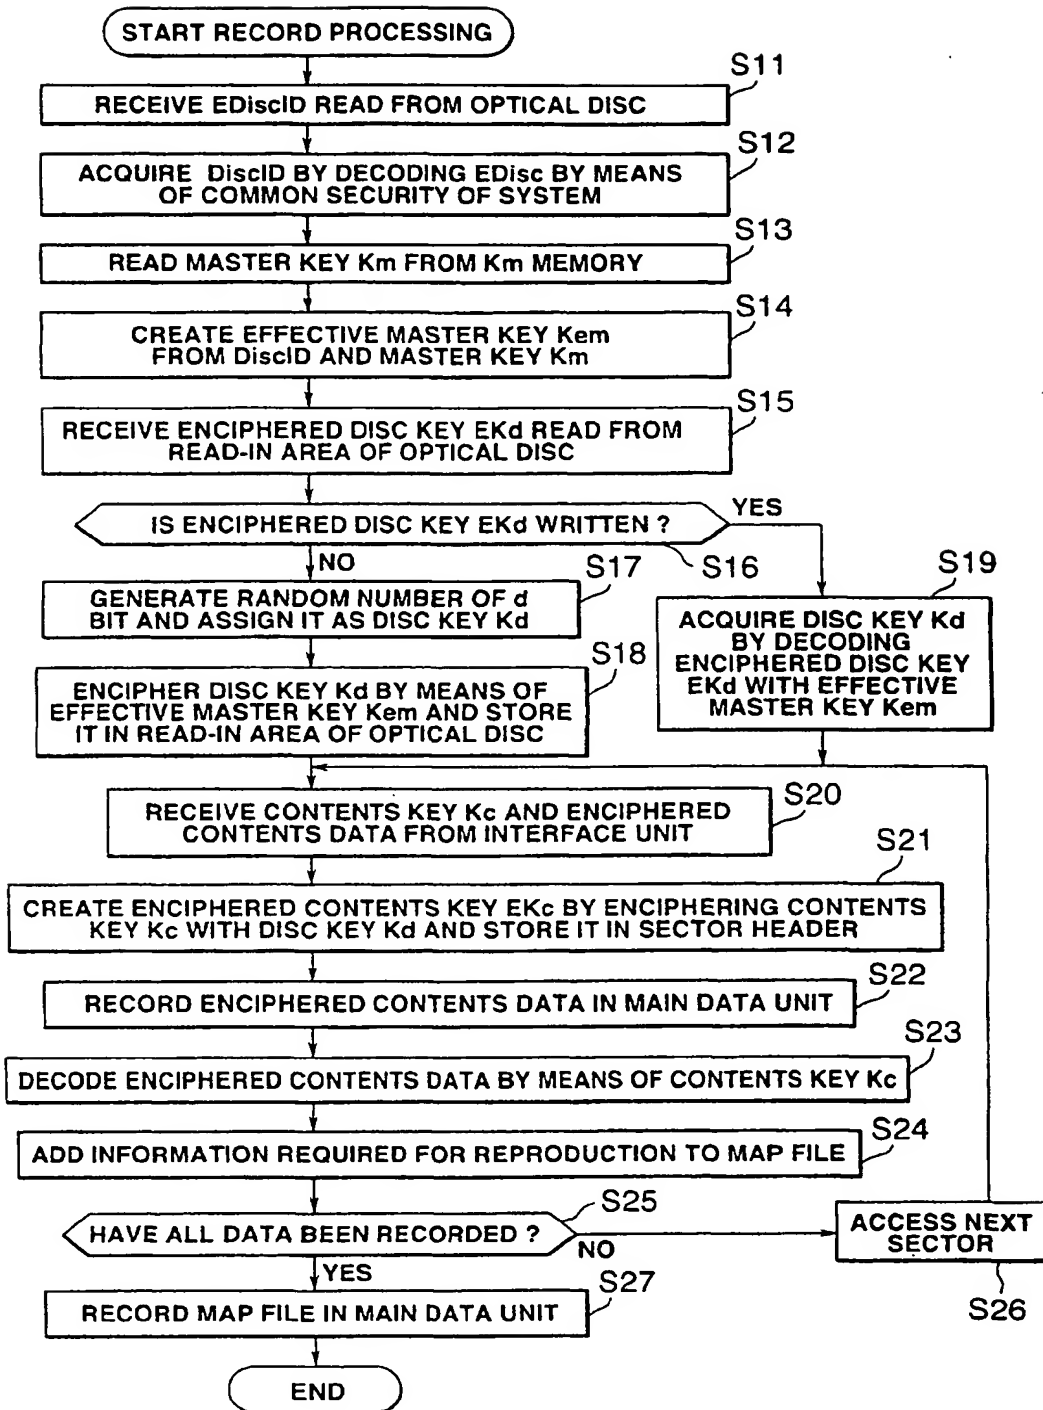 START RECORD PROCESSING
S11
RECEIVE EDiscID READ FROM OPTICAL DISC
S12
ACQUIRE DiscID BY DECODING EDisc BY MEANS
OF COMMON SECURITY OF SYSTEM
S13
READ MASTER KEY Km FROM Km MEMORY
S14
CREATE EFFECTIVE MASTER KEY Kem
FROM DiscID AND MASTER KEY Km
S15
RECEIVE ENCIPHERED DISC KEY EKd READ FROM
READ-IN AREA OF OPTICAL DISC
IS ENCIPHERED DISC KEY EKd WRITTEN ?
YES
S16
NO
S17
GENERATE RANDOM NUMBER OF d
BIT AND ASSIGN IT AS DISC KEY Kd
S18
ENCIPHER DISC KEY Kd BY MEANS OF
EFFECTIVE MASTER KEY Kem AND STORE
IT IN READ-IN AREA OF OPTICAL DISC
S19
ACQUIRE DISC KEY Kd
BY DECODING
ENCIPHERED DISC KEY
EKd WITH EFFECTIVE
MASTER KEY Kem
S20
RECEIVE CONTENTS KEY Kc AND ENCIPHERED
CONTENTS DATA FROM INTERFACE UNIT
S21
CREATE ENCIPHERED CONTENTS KEY EKc BY ENCIPHERING CONTENTS
KEY Kc WITH DISC KEY Kd AND STORE IT IN SECTOR HEADER
S22
RECORD ENCIPHERED CONTENTS DATA IN MAIN DATA UNIT
S23
DECODE ENCIPHERED CONTENTS DATA BY MEANS OF CONTENTS KEY Kc
S24
ADD INFORMATION REQUIRED FOR REPRODUCTION TO MAP FILE
S25
HAVE ALL DATA BEEN RECORDED ?
NO
ACCESS NEXT
SECTOR
S26
YES
S27
RECORD MAP FILE IN MAIN DATA UNIT
END